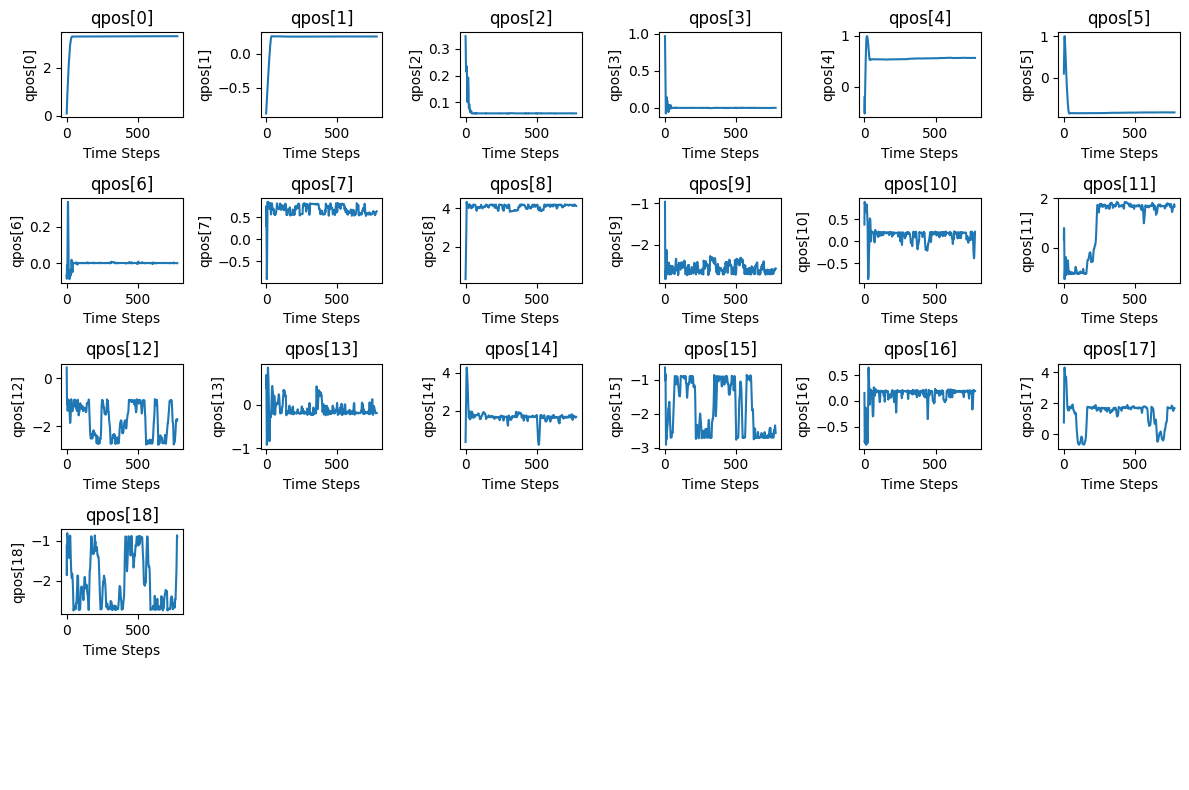 qpos[0] qpos[1] qpos[2] qpos[3] qpos[4] qpos[5]
qpos[0] 2 0
0 500
Time Steps
qpos[1] 0.0 −0.5
0 500
Time Steps
qpos[2] 0.3 0.2 0.1
0 500
Time Steps
qpos[3] 1.0 0.5 0.0
0 500
Time Steps
qpos[4] 1 0
0 500
Time Steps
qpos[5] 1 0
0 500
Time Steps
qpos[6] qpos[7] qpos[8] qpos[9] qpos[10] qpos[11]
qpos[6] 0.2 0.0
0 500
Time Steps
qpos[7] 0.5 0.0 −0.5
0 500
Time Steps
qpos[8] 4 2
0 500
Time Steps
qpos[9] −1 −2
0 500
Time Steps
qpos[10] 0.5 0.0 −0.5
0 500
Time Steps
qpos[11] 2 0
0 500
Time Steps
qpos[12] qpos[13] qpos[14] qpos[15] qpos[16] qpos[17]
qpos[12] 0 −2
0 500
Time Steps
qpos[13] 0 −1
0 500
Time Steps
qpos[14] 4 2
0 500
Time Steps
qpos[15] −1 −2 −3
0 500
Time Steps
qpos[16] 0.5 0.0 −0.5
0 500
Time Steps
qpos[17] 4 2 0
0 500
Time Steps
qpos[18]
qpos[18] −1 −2
0 500
Time Steps